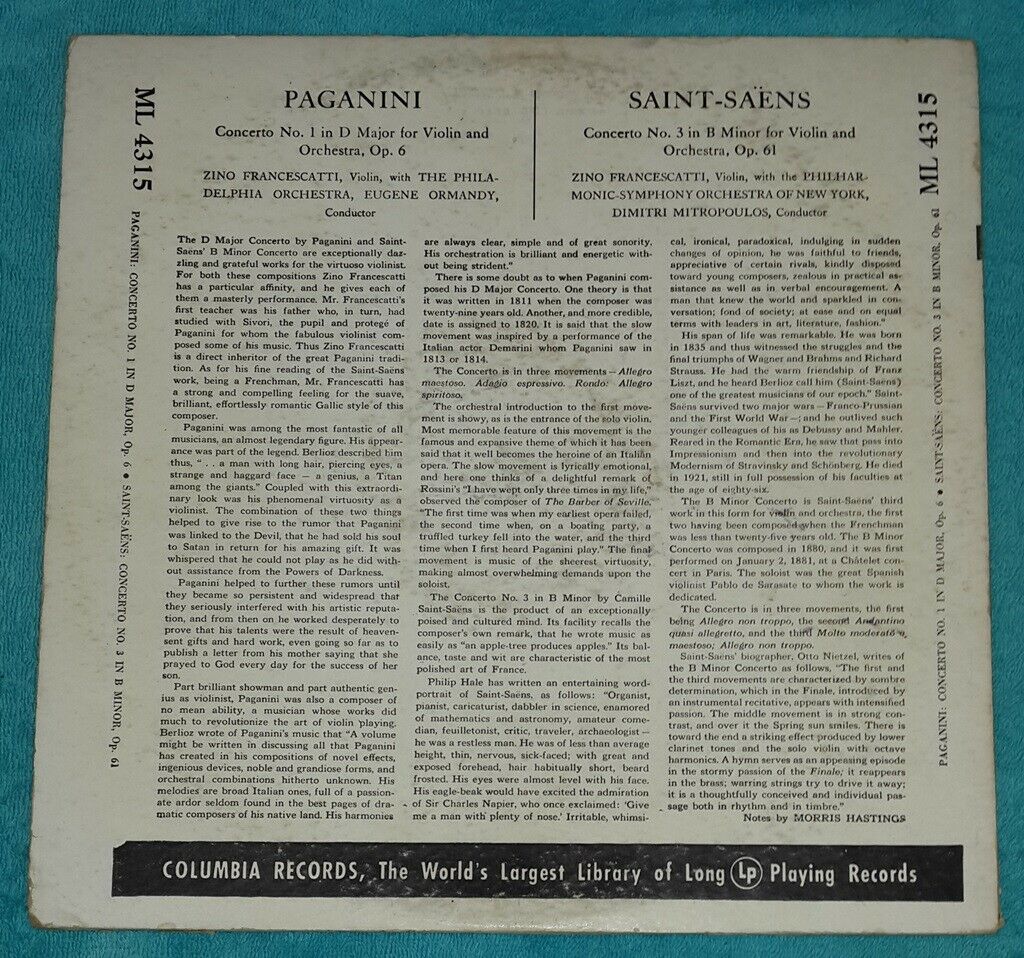 PAGANINI
Concerto No. 1 in D Major for Violin and
Orchestra, Op. 6
ZINO FRANCESCATTI, Violin, with THE PHILA-
DELPHIA ORCHESTRA, EUGENE ORMANDY,
Conductor
SAINT-SAËNS
Concerto No. 3 in B Minor for Violin and
Orchestra, Op. 61
ZINO FRANCESCATTI, Violin, with the PHILHAR-
MONIC-SYMPHONY ORCHESTRA OF NEW YORK,
DIMITRI MITROPOULOS, Conductor
ML 4315
PAGANINI: CONCERTO NO. 1 IN D MAJOR, Op. 6 • SAINT-SAËNS: CONCERTO NO. 3 IN B MINOR, Op. 61
The D Major Concerto by Paganini and Saint-
Saëns' B Minor Concerto are exceptionally daz-
zling and grateful works for the virtuoso violinist.
For both these compositions Zino Francescatti
has a particular affinity, and he gives each of
them a masterly performance. Mr. Francescatti's
first teacher was his father who, in turn, had
studied with Sivori, the pupil and protegé of
Paganini for whom the fabulous violinist com-
posed some of his music. Thus Zino Francescatti
is a direct inheritor of the great Paganini tradi-
tion. As for his fine reading of the Saint-Saëns
work, being a Frenchman, Mr. Francescatti has
a strong and compelling feeling for the suave,
brilliant, effortlessly romantic Gallic style of this
composer.
Paganini was among the most fantastic of all
musicians, an almost legendary figure. His appear-
ance was part of the legend. Berlioz described him
thus, ". . a man with long hair, piercing eyes, a
strange and haggard face — a genius, a Titan
among the giants." Coupled with this extraordi-
nary look was his phenomenal virtuosity as a
violinist. The combination of these two things
helped to give rise to the rumor that Paganini
was linked to the Devil, that he had sold his soul
to Satan in return for his amazing gift. It was
whispered that he could not play as he did with-
out assistance from the Powers of Darkness.
Paganini helped to further these rumors until
they became so persistent and widespread that
they seriously interfered with his artistic reputa-
tion, and from then on he worked desperately to
prove that his talents were the result of heaven-
sent gifts and hard work, even going so far as to
publish a letter from his mother saying that she
prayed to God every day for the success of her
son.
Part brilliant showman and part authentic gen-
ius as violinist, Paganini was also a composer of
no mean ability, a musician whose works did
much to revolutionize the art of violin playing.
Berlioz wrote of Paganini's music that "A volume
might be written in discussing all that Paganini
has created in his compositions of novel effects,
ingenious devices, noble and grandiose forms, and
orchestral combinations hitherto unknown. His
melodies are broad Italian ones, full of a passion-
ate ardor seldom found in the best pages of dra-
matic composers of his native land. His harmonies
are always clear, simple and of great sonority.
His orchestration is brilliant and energetic with-
out being strident."
There is some doubt as to when Paganini com-
posed his D Major Concerto. One theory is that
it was written in 1811 when the composer was
twenty-nine years old. Another, and more credible,
date is assigned to 1820. It is said that the slow
movement was inspired by a performance of the
Italian actor Demarini whom Paganini saw in
1813 or 1814.
The Concerto is in three movements — Allegro
maestoso. Adagio espressivo. Rondo: Allegro
spiritoso.
The orchestral introduction to the first move-
ment is showy, as is the entrance of the solo violin.
Most memorable feature of this movement is the
famous and expansive theme of which it has been
said that it well becomes the heroine of an Italian
opera. The slow movement is lyrically emotional,
and here one thinks of a delightful remark of
Rossini's "I have wept only three times in my life,"
observed the composer of The Barber of Seville.
"The first time was when my earliest opera failed,
the second time when, on a boating party, a
truffled turkey fell into the water, and the third
time when I first heard Paganini play." The final
movement is music of the sheerest virtuosity,
making almost overwhelming demands upon the
soloist.
The Concerto No. 3 in B Minor by Camille
Saint-Saëns is the product of an exceptionally
poised and cultured mind. Its facility recalls the
composer's own remark, that he wrote music as
easily as "an apple-tree produces apples." Its bal-
ance, taste and wit are characteristic of the most
polished art of France.
Philip Hale has written an entertaining word-
portrait of Saint-Saëns, as follows: "Organist,
pianist, caricaturist, dabbler in science, enamored
of mathematics and astronomy, amateur come-
dian, feuilletonist, critic, traveler, archaeologist —
he was a restless man. He was of less than average
height, thin, nervous, sick-faced; with great and
exposed forehead, hair habitually short, beard
frosted. His eyes were almost level with his face.
His eagle-beak would have excited the admiration
of Sir Charles Napier, who once exclaimed: 'Give
me a man with plenty of nose.' Irritable, whimsi-
cal, ironical, paradoxical, indulging in sudden
changes of opinion, he was faithful to friends,
appreciative of certain rivals, kindly disposed
toward young composers, zealous in practical as-
sistance as well as in verbal encouragement. A
man that knew the world and sparkled in con-
versation; fond of society; at ease and on equal
terms with leaders in art, literature, fashion."
His span of life was remarkable. He was born
in 1835 and thus witnessed the struggles and the
final triumphs of Wagner and Brahms and Richard
Strauss. He had the warm friendship of Franz
Liszt, and he heard Berlioz call him (Saint-Saëns)
one of the greatest musicians of our epoch." Saint-
Saëns survived two major wars — Franco-Prussian
and the First World War —; and he outlived such
younger colleagues of his as Debussy and Mahler.
Reared in the Romantic Era, he saw that pass into
Impressionism and then into the revolutionary
Modernism of Stravinsky and Schönberg. He died
in 1921, still in full possession of his faculties at
the age of eighty-six.
The B Minor Concerto is Saint-Saëns' third
work in this form for violin and orchestra, the first
two having been composed when the Frenchman
was less than twenty-five years old. The B Minor
Concerto was composed in 1880, and it was first
performed on January 2, 1881, at a Châtelet con-
cert in Paris. The soloist was the great Spanish
violinist Pablo de Sarasate to whom the work is
dedicated.
The Concerto is in three movements, the first
being Allegro non troppo, the second Andantino
quasi allegretto, and the third Molto moderato e
maestoso; Allegro non troppo.
Saint-Saëns' biographer, Otto Nietzel, writes of
the B Minor Concerto as follows, "The first and
the third movements are characterized by sombre
determination, which in the Finale, introduced by
an instrumental recitative, appears with intensified
passion. The middle movement is in strong con-
trast, and over it the Spring sun smiles. There is
toward the end a striking effect produced by lower
clarinet tones and the solo violin with octave
harmonics. A hymn serves as an appeasing episode
in the stormy passion of the Finale; it reappears
in the brass; warring strings try to drive it away;
it is a thoughtfully conceived and individual pas-
sage both in rhythm and in timbre."
Notes by MORRIS HASTINGS
ML 4315
PAGANINI: CONCERTO NO. 1 IN D MAJOR, Op. 6 • SAINT-SAËNS: CONCERTO NO. 3 IN B MINOR, Op. 61
COLUMBIA RECORDS, The World's Largest Library of Long Lp Playing Records